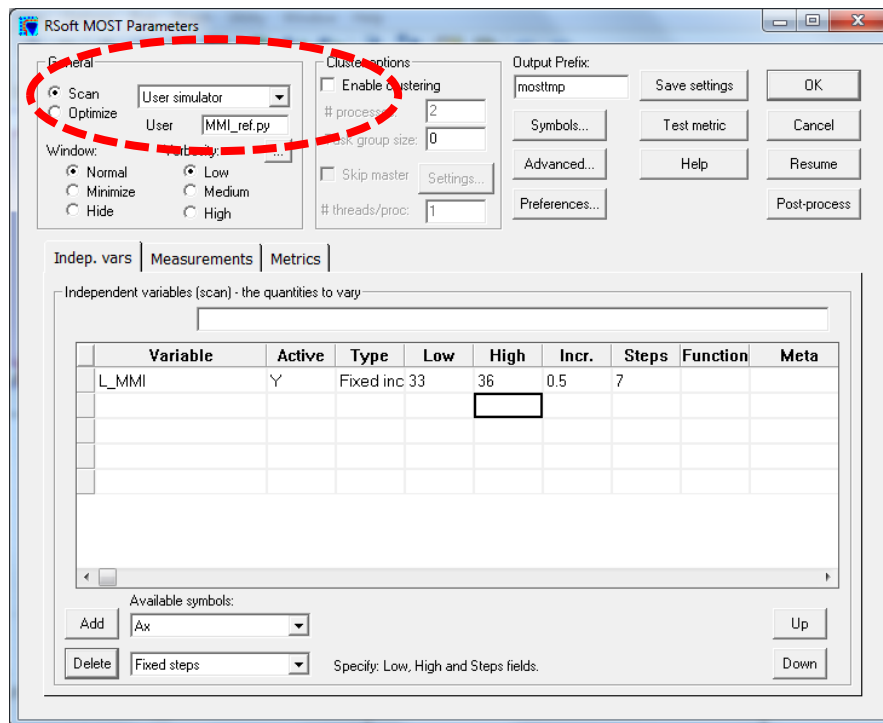 RSoft MOST Parameters
General
Scan
Optimize
User simulator
User
MMI_ref.py
...
Window:
Verbosity:
Normal
Minimize
Hide
Low
Medium
High
Cluster options
Enable clustering
# processes:
2
group size:
0
Skip master
Settings...
# threads/proc:
1
Output Prefix:
mosttmp
Save settings
OK
Symbols...
Test metric
Cancel
Advanced...
Help
Resume
Preferences...
Post-process
Indep. vars
Measurements
Metrics
Independent variables (scan) - the quantities to vary
Variable Active Type Low High Incr. Steps Function Meta
L_MMI Y Fixed inc 33 36 0.5 7
Available symbols:
Add
Ax
Up
Delete
Fixed steps
Specify: Low, High and Steps fields.
Down